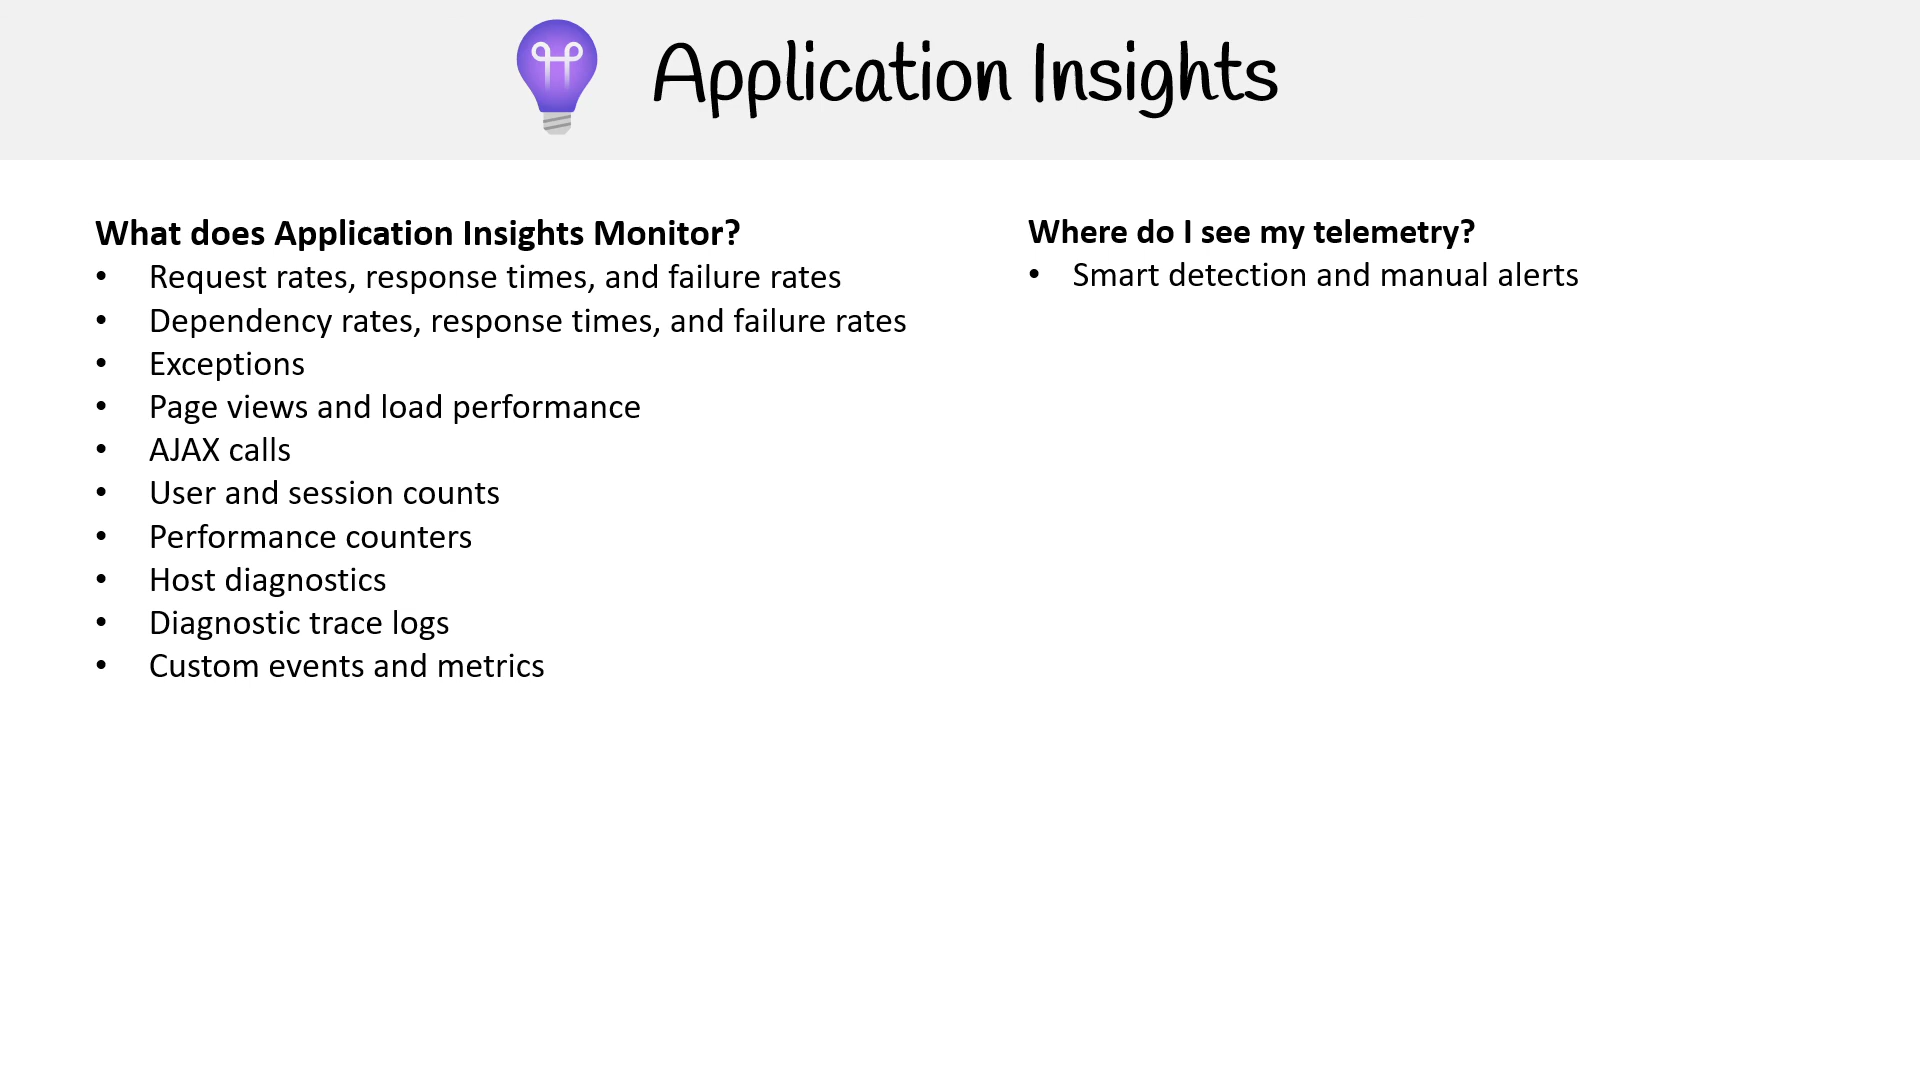 Application Insights
What does Application Insights Monitor?
• Request rates, response times, and failure rates
• Dependency rates, response times, and failure rates
• Exceptions
• Page views and load performance
• AJAX calls
• User and session counts
• Performance counters
• Host diagnostics
• Diagnostic trace logs
• Custom events and metrics
Where do I see my telemetry?
• Smart detection and manual alerts